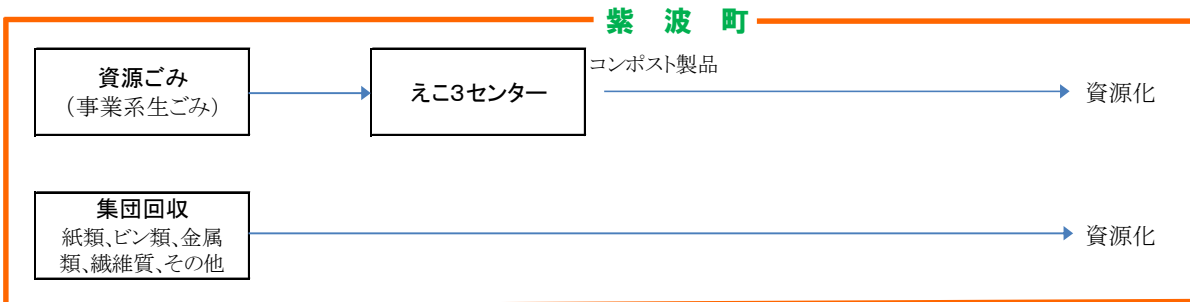 紫波町
資源ごみ
（事業系生ごみ）
えこ3センター
コンポスト製品
資源化
集団回収
紙類、ビン類、金属
類、繊維質、その他
資源化